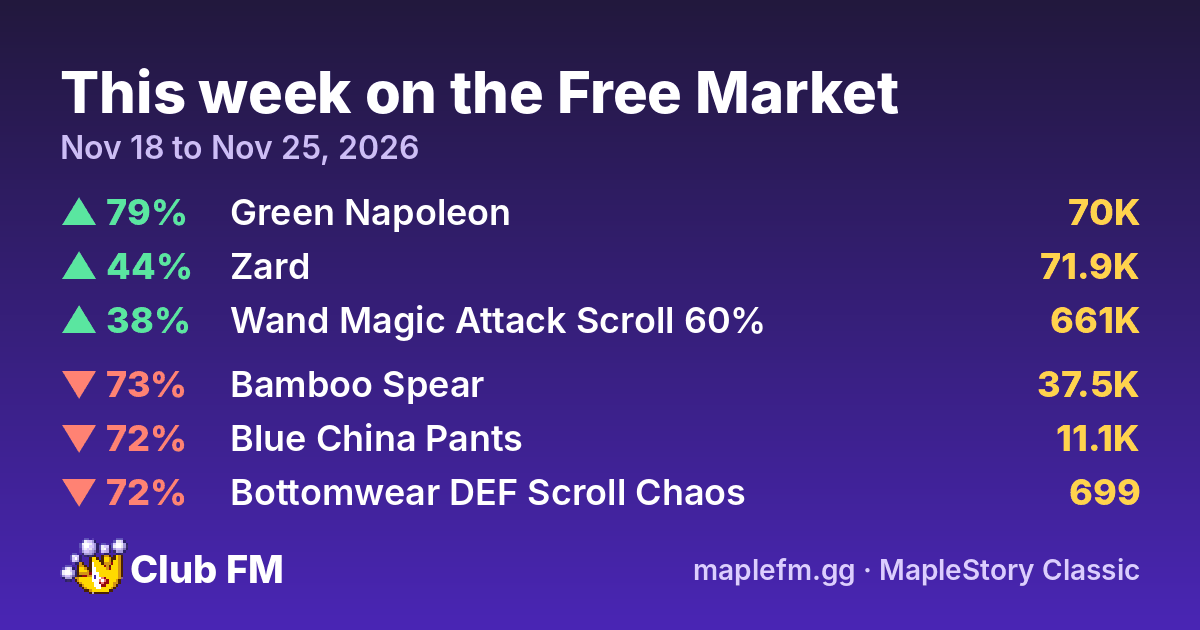 This week on the Free Market
Nov 18 to Nov 25, 2026
▲ 79% Green Napoleon 70K
▲ 44% Zard 71.9K
▲ 38% Wand Magic Attack Scroll 60% 661K
▼ 73% Bamboo Spear 37.5K
▼ 72% Blue China Pants 11.1K
▼ 72% Bottomwear DEF Scroll Chaos 699
Club FM
maplefm.gg · MapleStory Classic